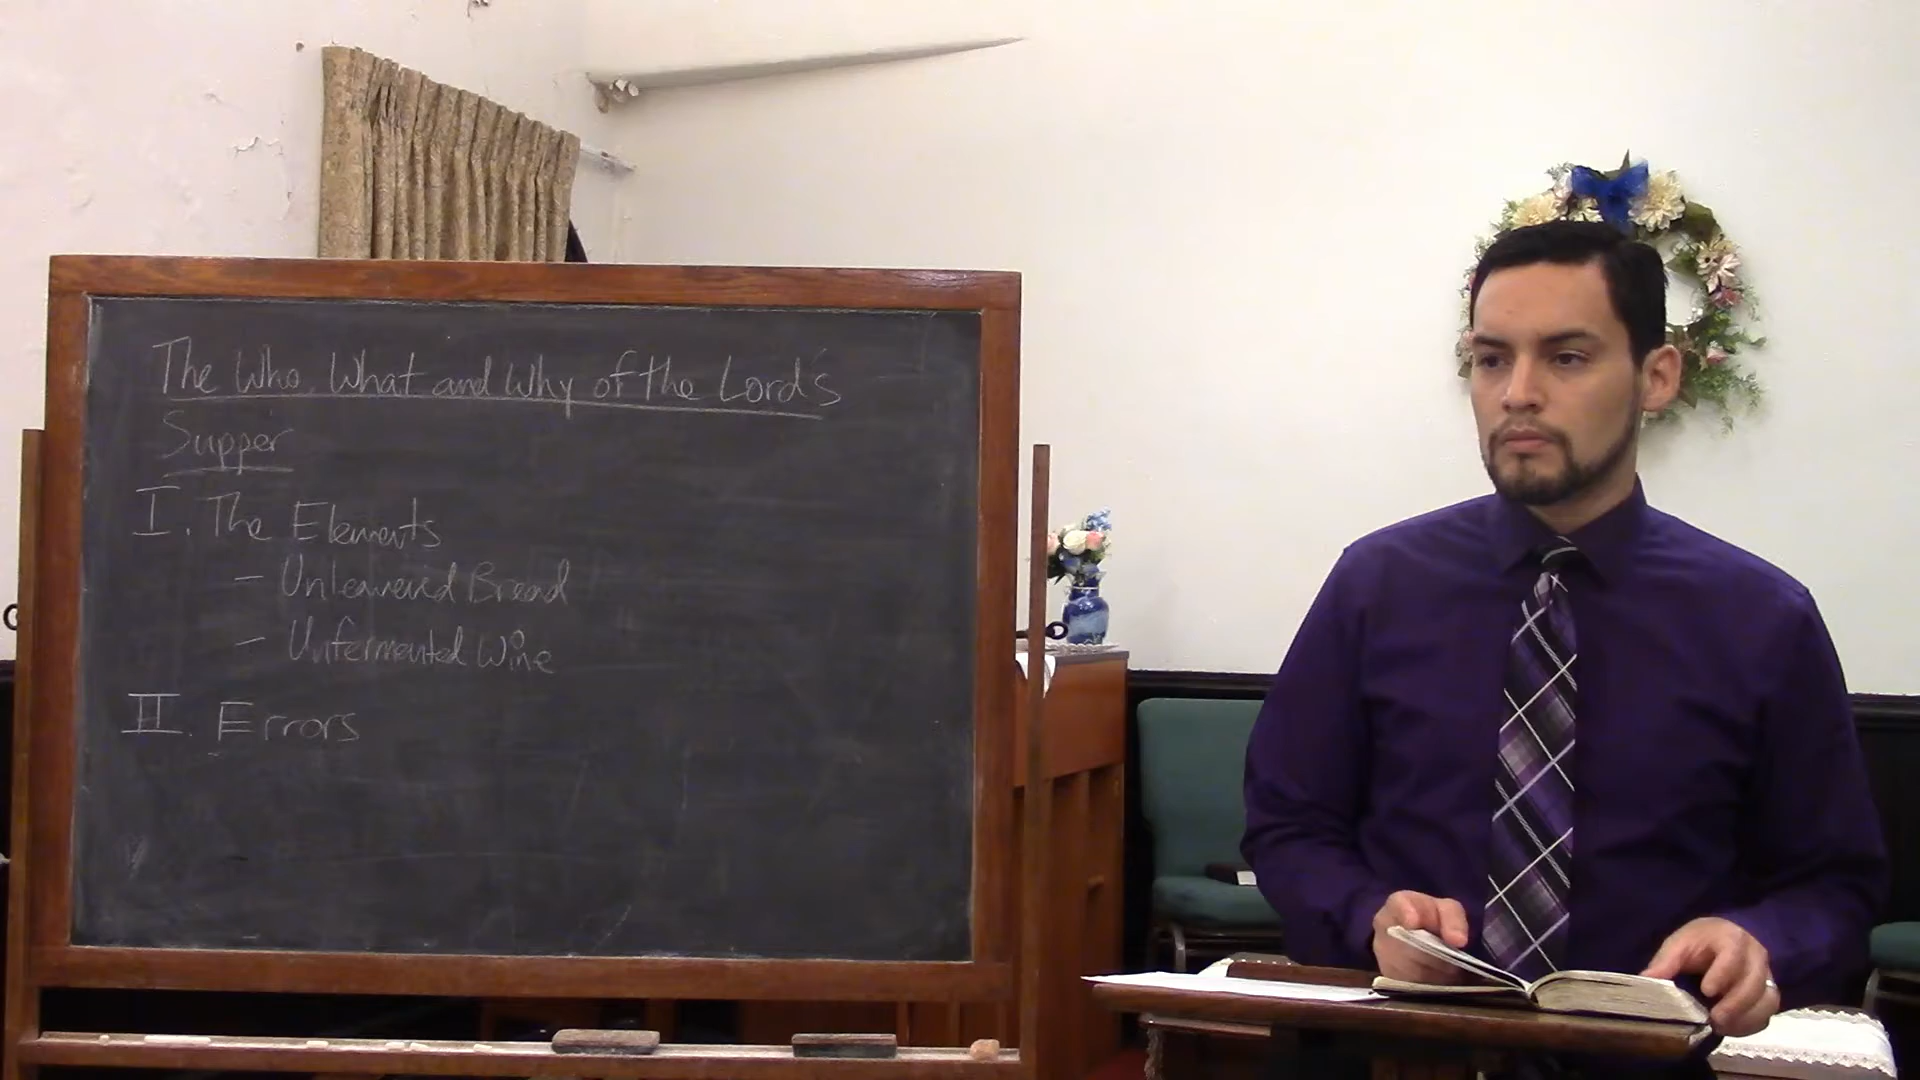 The Who, What and Why of the Lord's
Supper
I. The Elements
- Unleavened Bread
- Unfermented Wine
II. Errors